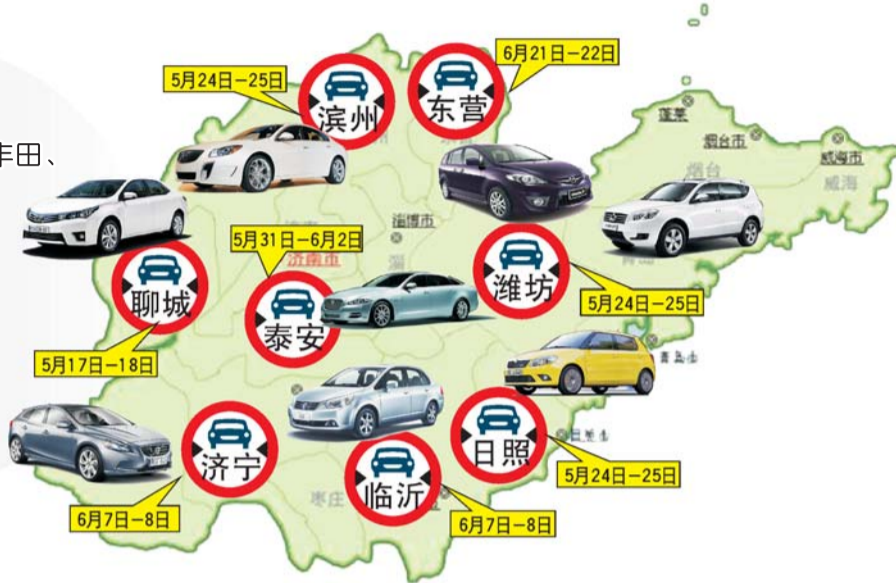 6月21日-22日
5月24日-25日
滨州
东营
蓬莱
烟台市
威海市
丰田、
烟台
威海
淄博市
5月31日-6月2日
济南市
淄
聊城
泰安
潍坊
5月24日-25日
5月17日-18日
青岛
济宁
日照
5月24日-25日
枣庄
临沂
6月7日-8日
6月7日-8日